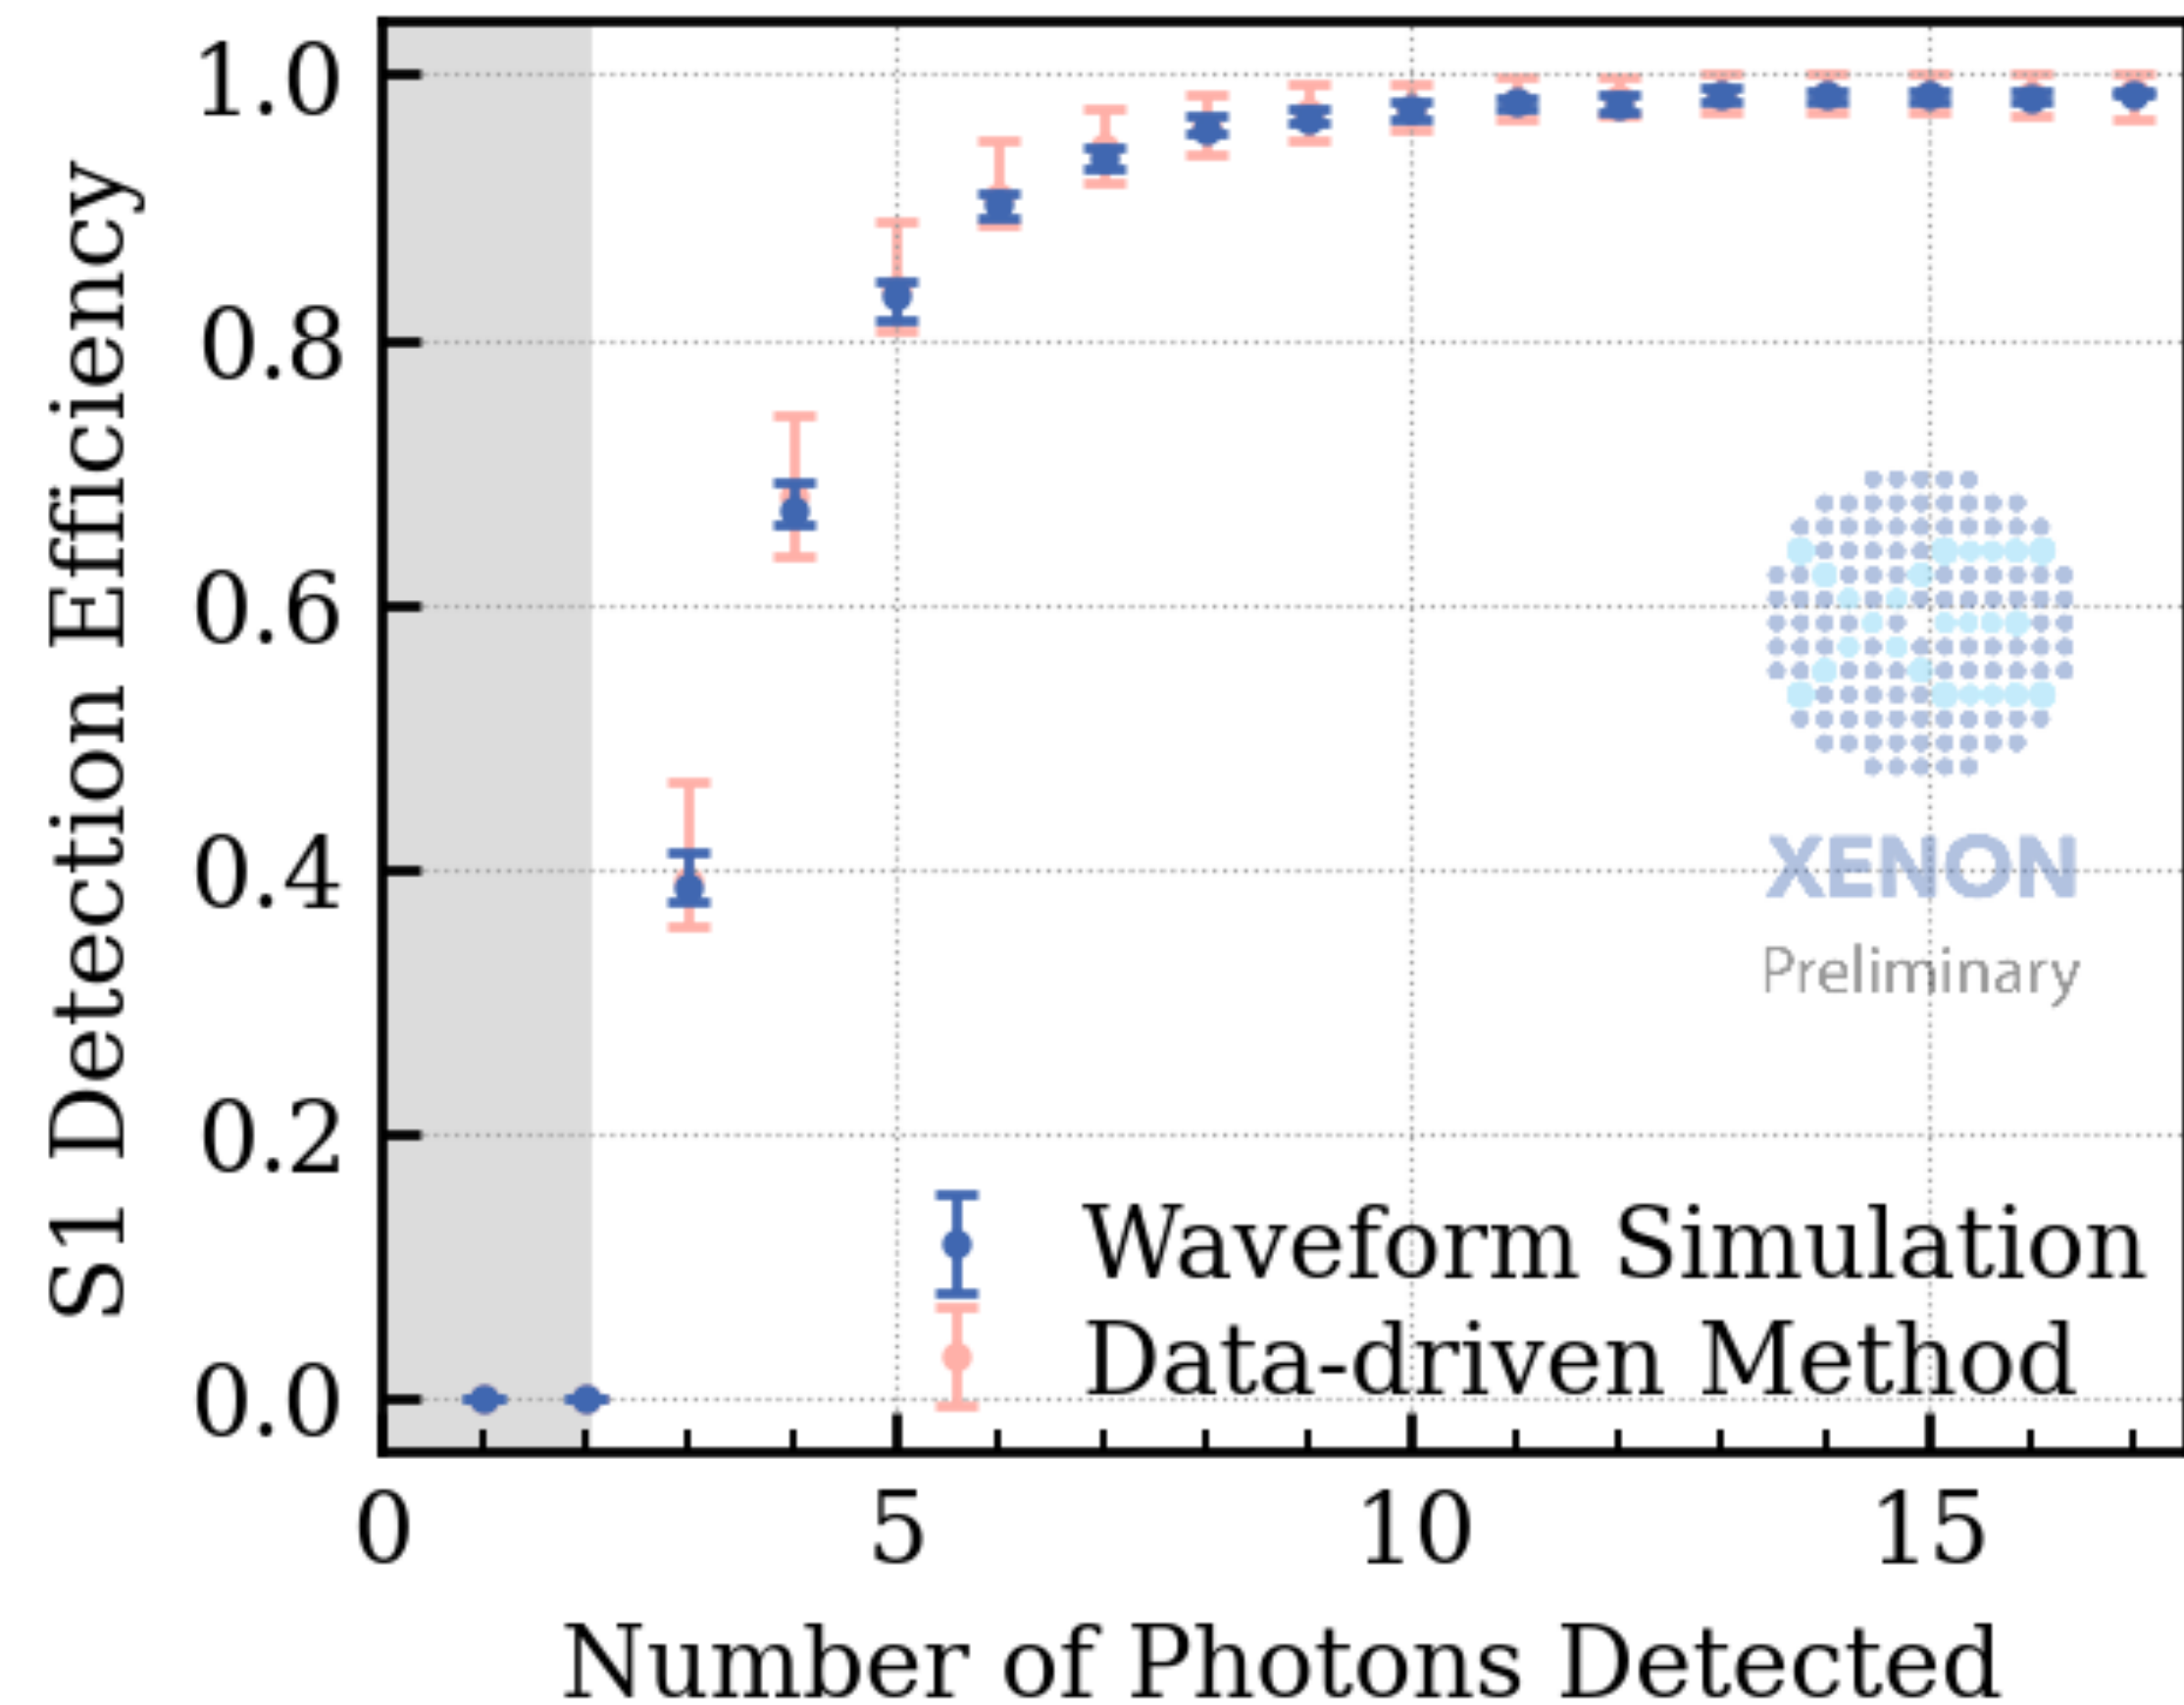 S1 Detection Efficiency
1.0
0.8
0.6
0.4
0.2
0.0
XENON
Preliminary
Waveform Simulation
Data-driven Method
0 5 10 15
Number of Photons Detected